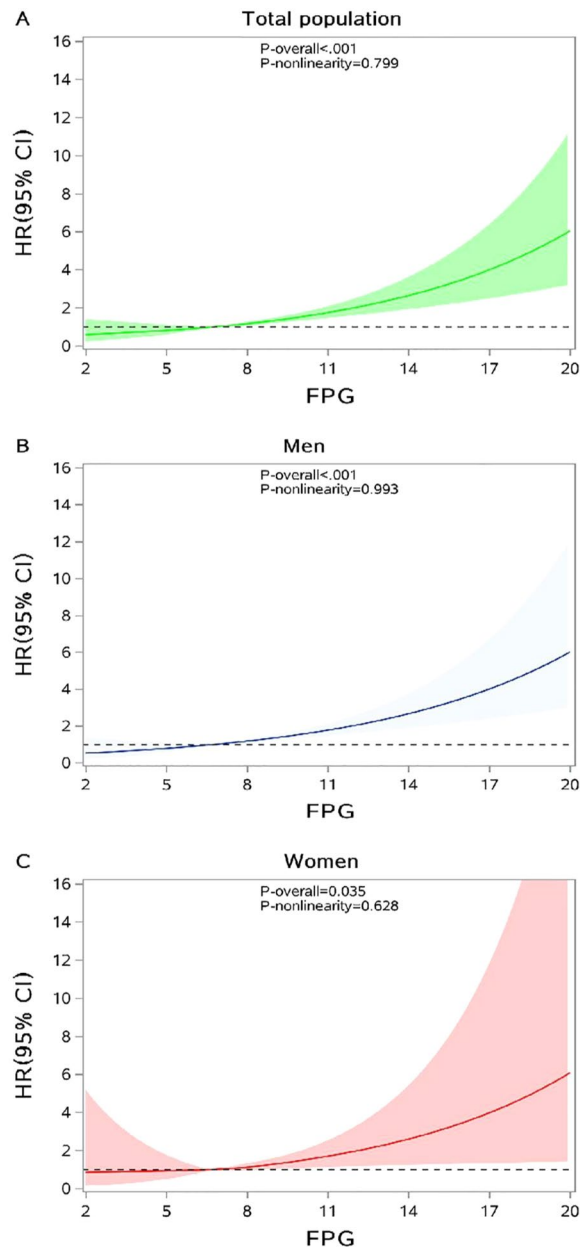 A
Total population
P-overall<.001
P-nonlinearity=0.799
HR(95% CI)
16
14
12
10
8
6
4
2
0
2 5 8 11 14 17 20
FPG
B
Men
P-overall<.001
P-nonlinearity=0.993
HR(95% CI)
16
14
12
10
8
6
4
2
0
2 5 8 11 14 17 20
FPG
C
Women
P-overall=0.035
P-nonlinearity=0.628
HR(95% CI)
16
14
12
10
8
6
4
2
0
2 5 8 11 14 17 20
FPG